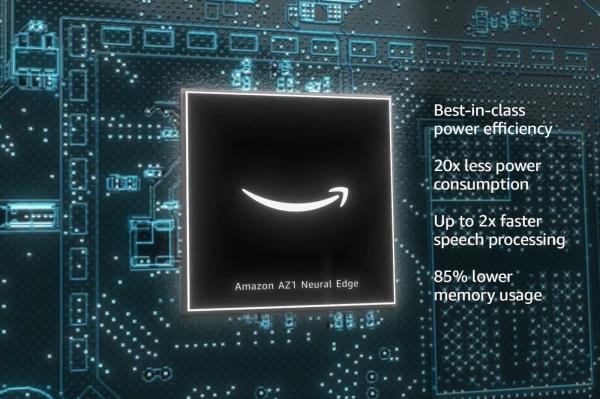 Best-in-class
power efficiency
20x less power
consumption
Up to 2x faster
speech processing
85% lower
memory usage
Amazon AZ1 Neural Edge